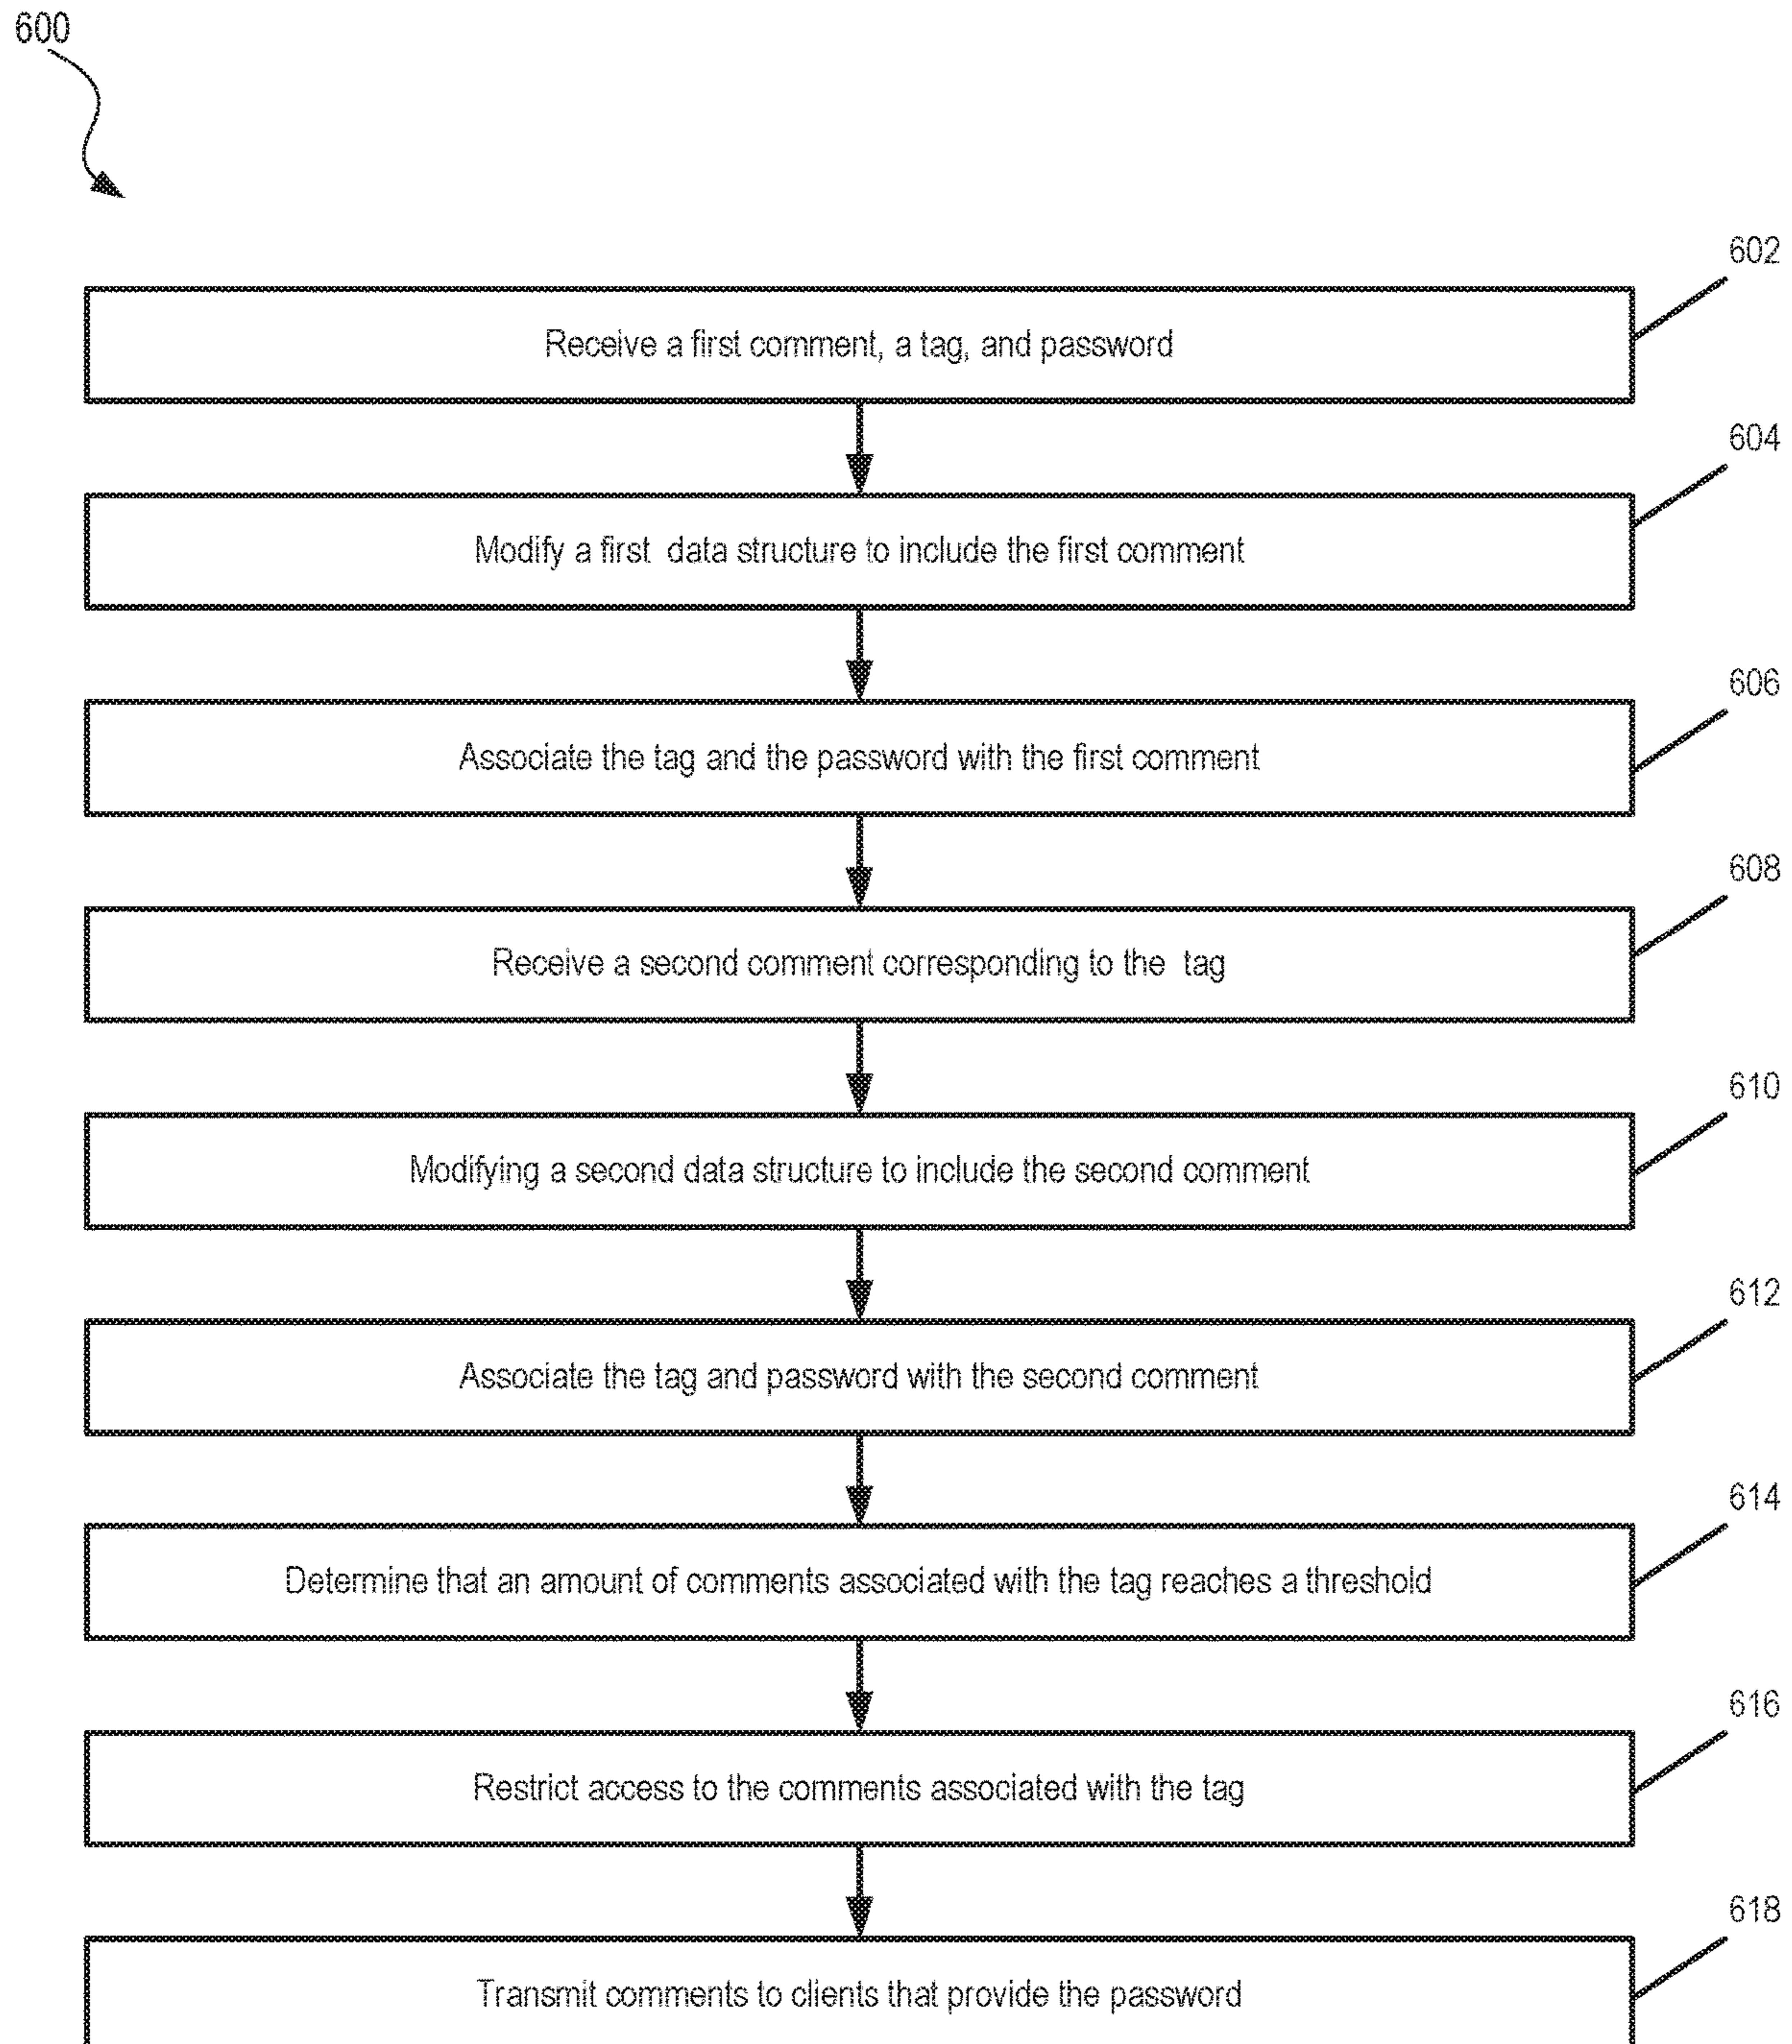 600
602
Receive a first comment, a tag, and password
604
Modify a first data structure to include the first comment
606
Associate the tag and the password with the first comment
608
Receive a second comment corresponding to the tag
610
Modifying a second data structure to include the second comment
612
Associate the tag and password with the second comment
614
Determine that an amount of comments associated with the tag reaches a threshold
616
Restrict access to the comments associated with the tag
618
Transmit comments to clients that provide the password